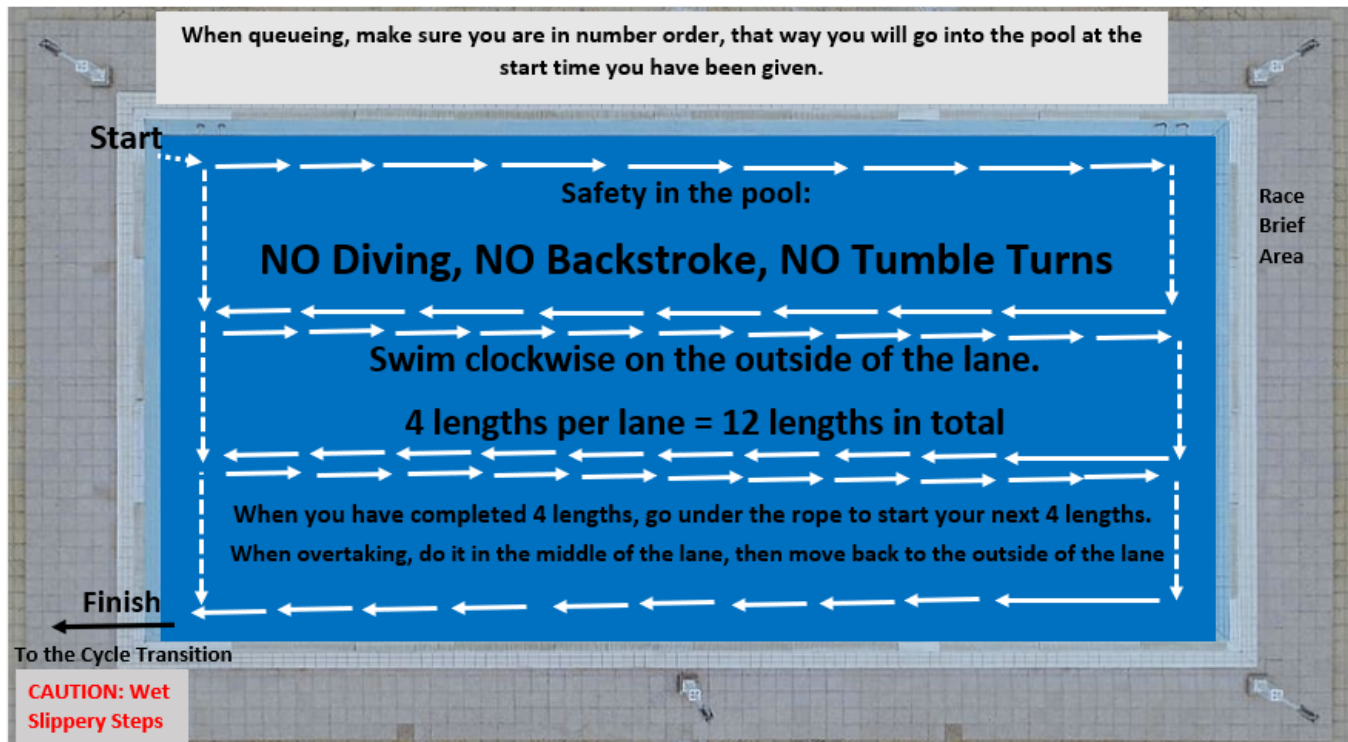 When queueing, make sure you are in number order, that way you will go into the pool at the
start time you have been given.
Start
Safety in the pool:
Race
Brief
Area
NO Diving, NO Backstroke, NO Tumble Turns
Swim clockwise on the outside of the lane.
4 lengths per lane = 12 lengths in total
When you have completed 4 lengths, go under the rope to start your next 4 lengths.
When overtaking, do it in the middle of the lane, then move back to the outside of the lane
Finish
To the Cycle Transition
CAUTION: Wet
Slippery Steps